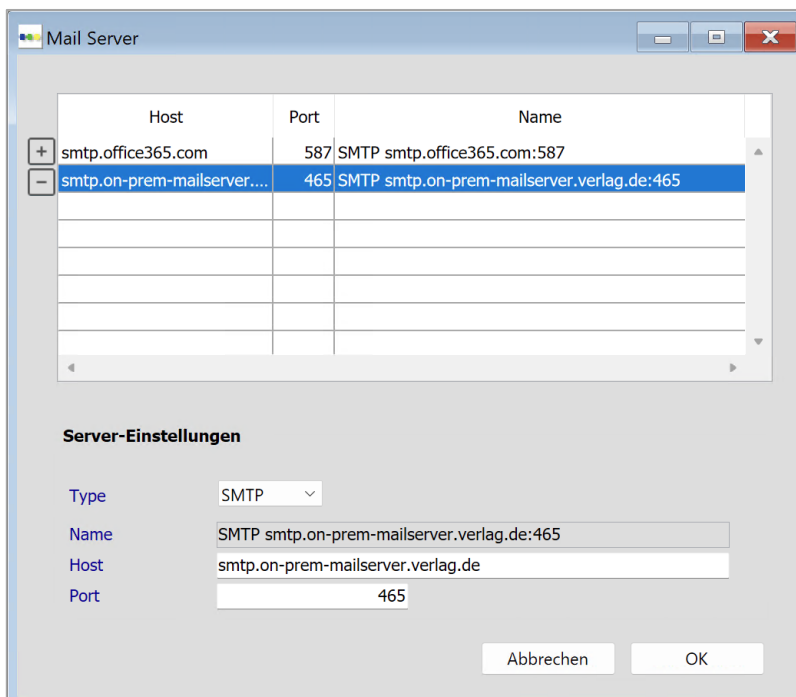 Mail Server
Host Port Name
+
smtp.office365.com 587 SMTP smtp.office365.com:587
−
smtp.on-prem-mailserver.... 465 SMTP smtp.on-prem-mailserver.verlag.de:465
Server-Einstellungen
Type SMTP
Name SMTP smtp.on-prem-mailserver.verlag.de:465
Host smtp.on-prem-mailserver.verlag.de
Port 465
Abbrechen OK